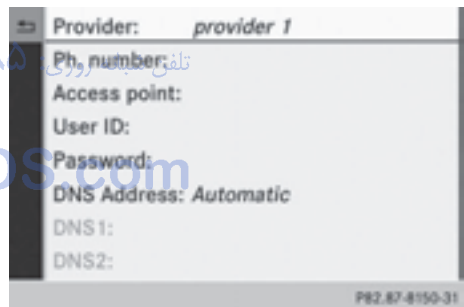 Provider: provider 1
Ph. number:
تلفن
Access point:
User ID:
Password:
DNS Address: Automatic
DNS1:
DNS2:
P82.87-8150-31